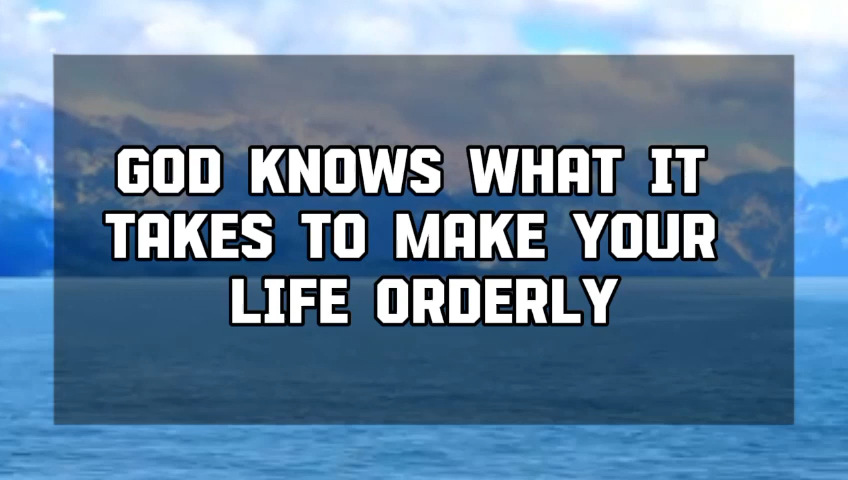 GOD KNOWS WHAT IT
TAKES TO MAKE YOUR
LIFE ORDERLY